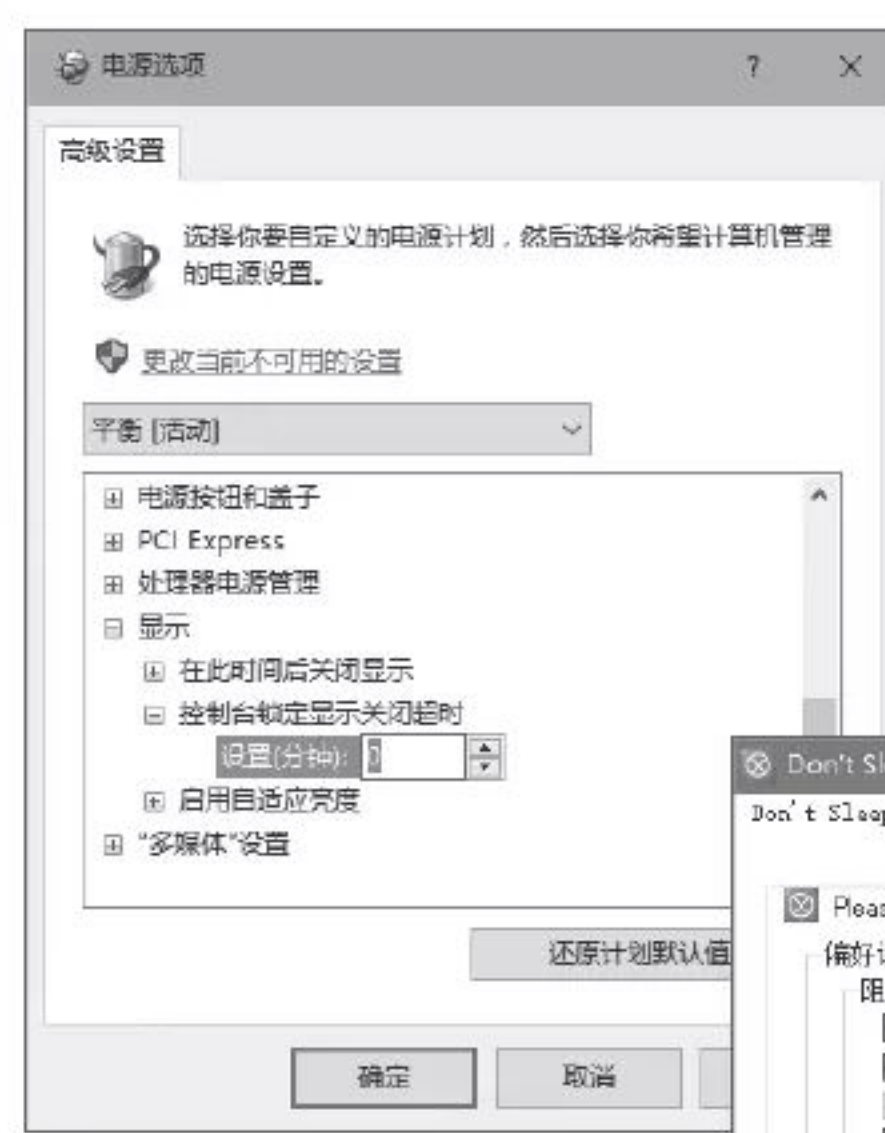 电源选项
?
高级设置
选择你要自定义的电源计划，然后选择你希望计算机管理
的电源设置。
更改当前不可用的设置
平衡 [活动]
电源按钮和盖子
PCI Express
处理器电源管理
显示
在此时间后关闭显示
控制台锁定显示关闭超时
设置(分钟): 0
启用自适应亮度
"多媒体"设置
还原计划默认值
确定
取消
Don't Sl
Don't Sleep
Pleas
偏好
阻